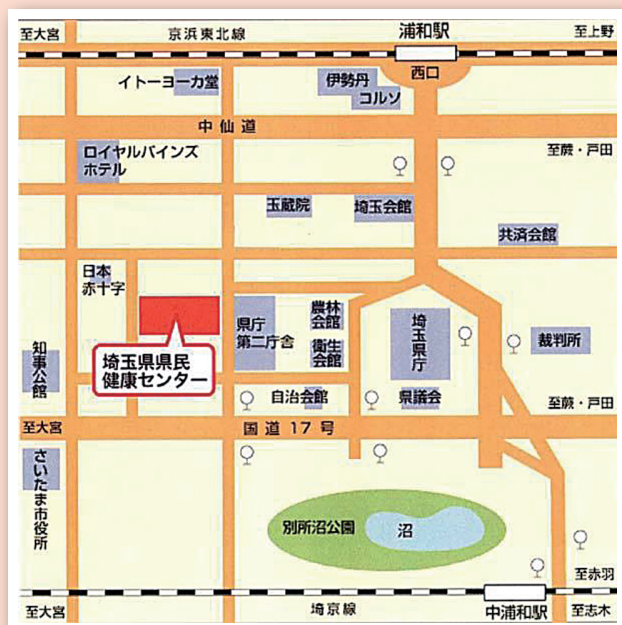 至大宮
京浜東北線
浦和駅
至上野
西口
イトーヨーカ堂
伊勢丹
コルソ
中仙道
ロイヤルパインズ
ホテル
至蕨・戸田
玉蔵院
埼玉会館
共済会館
日本
赤十字
県庁
第二庁舎
農林
会館
衛生
会館
埼玉県庁
裁判所
知事公館
埼玉県県民
健康センター
自治会館
県議会
至蕨・戸田
至大宮
国道17号
さいたま市役所
別所沼公園
沼
至赤羽
至大宮
埼京線
中浦和駅
至志木